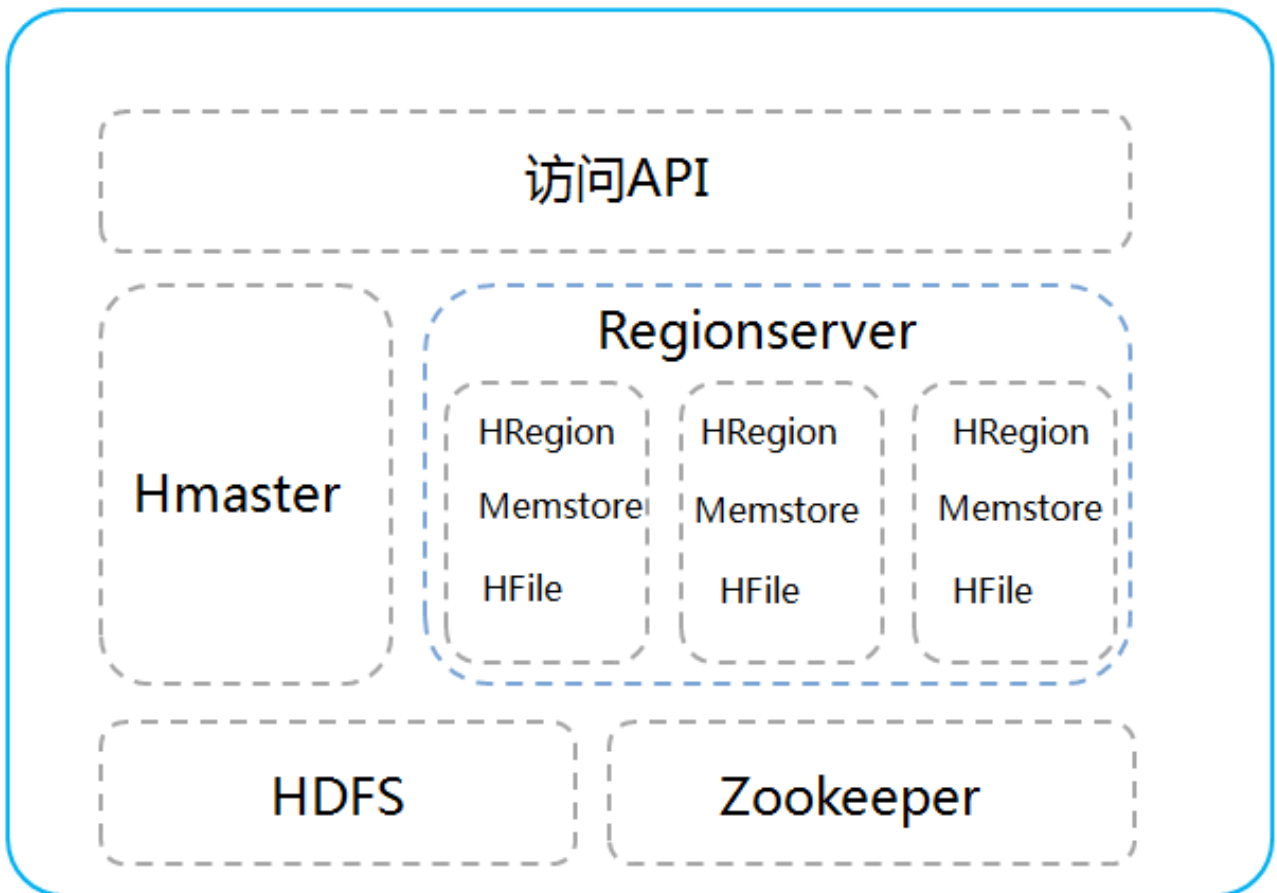 访问API
Regionserver
HRegion HRegion HRegion
Hmaster
Memstore Memstore Memstore
HFile HFile HFile
HDFS Zookeeper